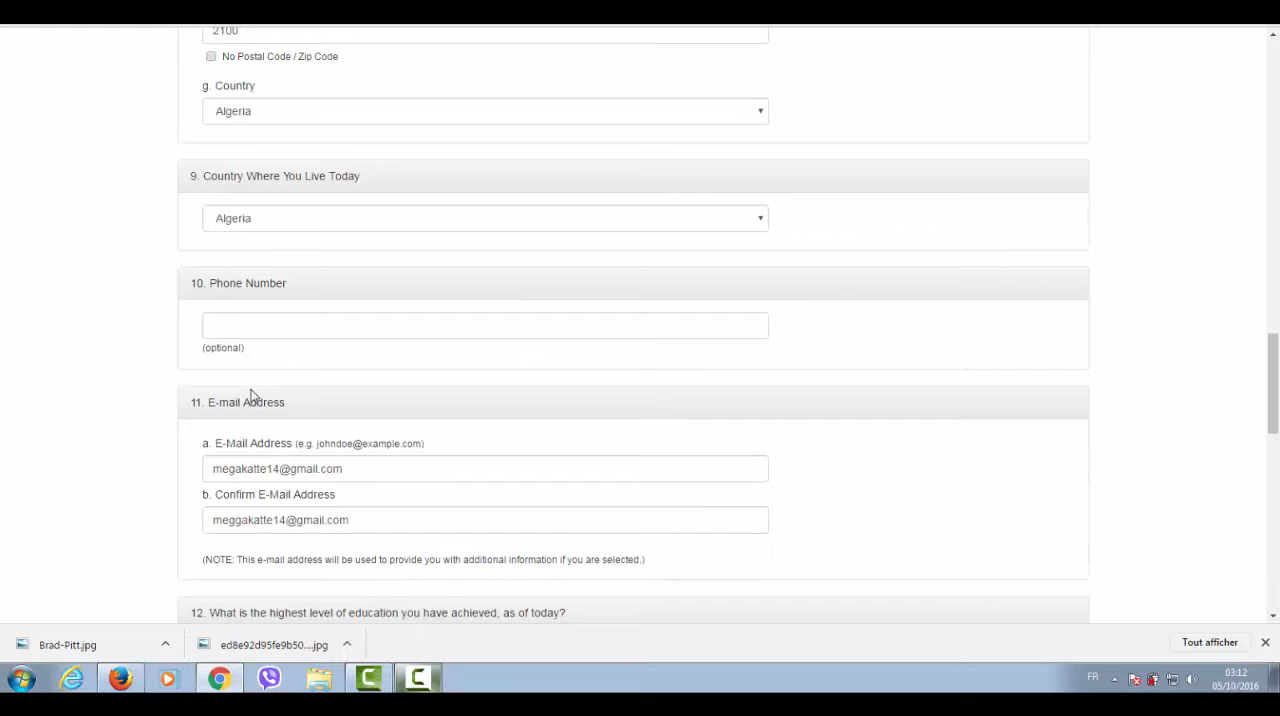 2100
No Postal Code / Zip Code
g. Country
Algeria
9. Country Where You Live Today
Algeria
10. Phone Number
(optional)
11. E-mail Address
a. E-Mail Address (e.g. johndoe@example.com)
megakatte14@gmail.com
b. Confirm E-Mail Address
meggakatte14@gmail.com
(NOTE: This e-mail address will be used to provide you with additional information if you are selected.)
12. What is the highest level of education you have achieved, as of today?
Brad-Pitt.jpg
ed8e92d95fe9b50....jpg
Tout afficher
FR
03:12
05/10/2016